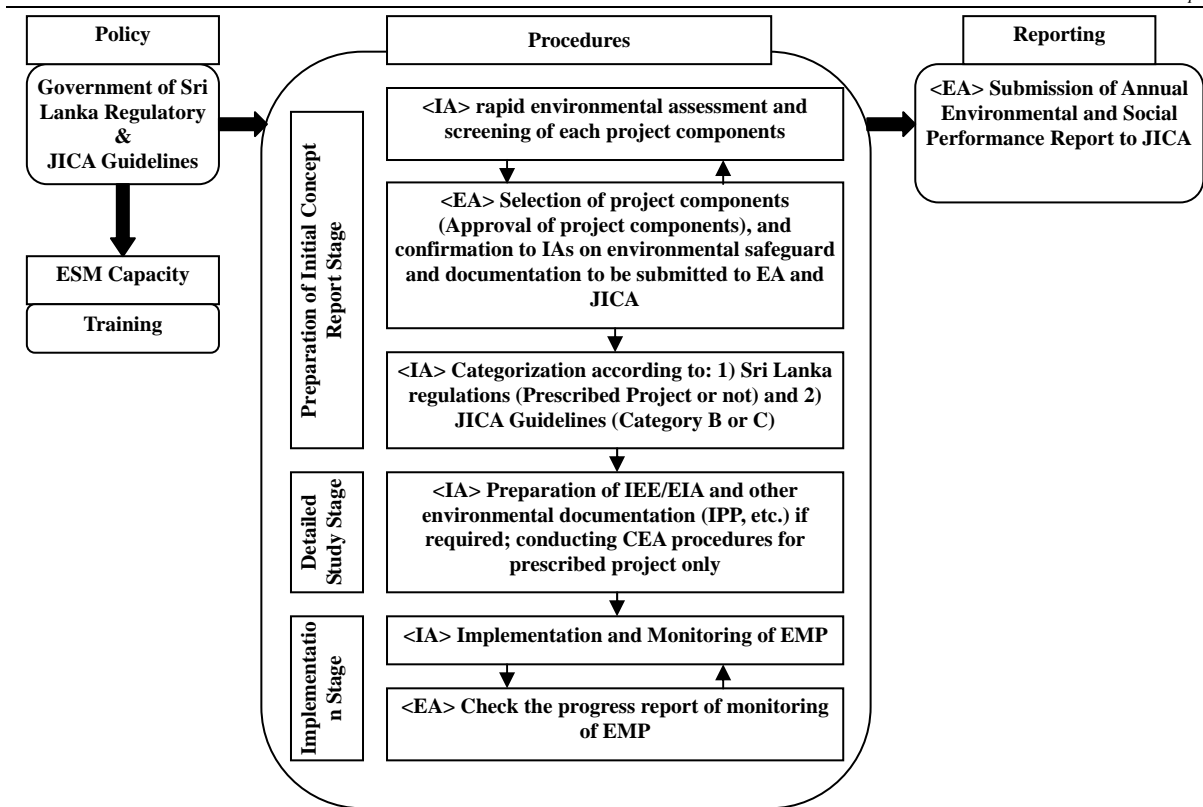 Policy
Government of Sri
Lanka Regulatory
&
JICA Guidelines
ESM Capacity
Training
Procedures
Preparation of Initial Concept
Report Stage
<IA> rapid environmental assessment and
screening of each project components
<EA> Selection of project components
(Approval of project components), and
confirmation to IAs on environmental safeguard
and documentation to be submitted to EA and
JICA
<IA> Categorization according to: 1) Sri Lanka
regulations (Prescribed Project or not) and 2)
JICA Guidelines (Category B or C)
Detailed
Study Stage
<IA> Preparation of IEE/EIA and other
environmental documentation (IPP, etc.) if
required; conducting CEA procedures for
prescribed project only
Implementatio
n Stage
<IA> Implementation and Monitoring of EMP
<EA> Check the progress report of monitoring
of EMP
Reporting
<EA> Submission of Annual
Environmental and Social
Performance Report to JICA